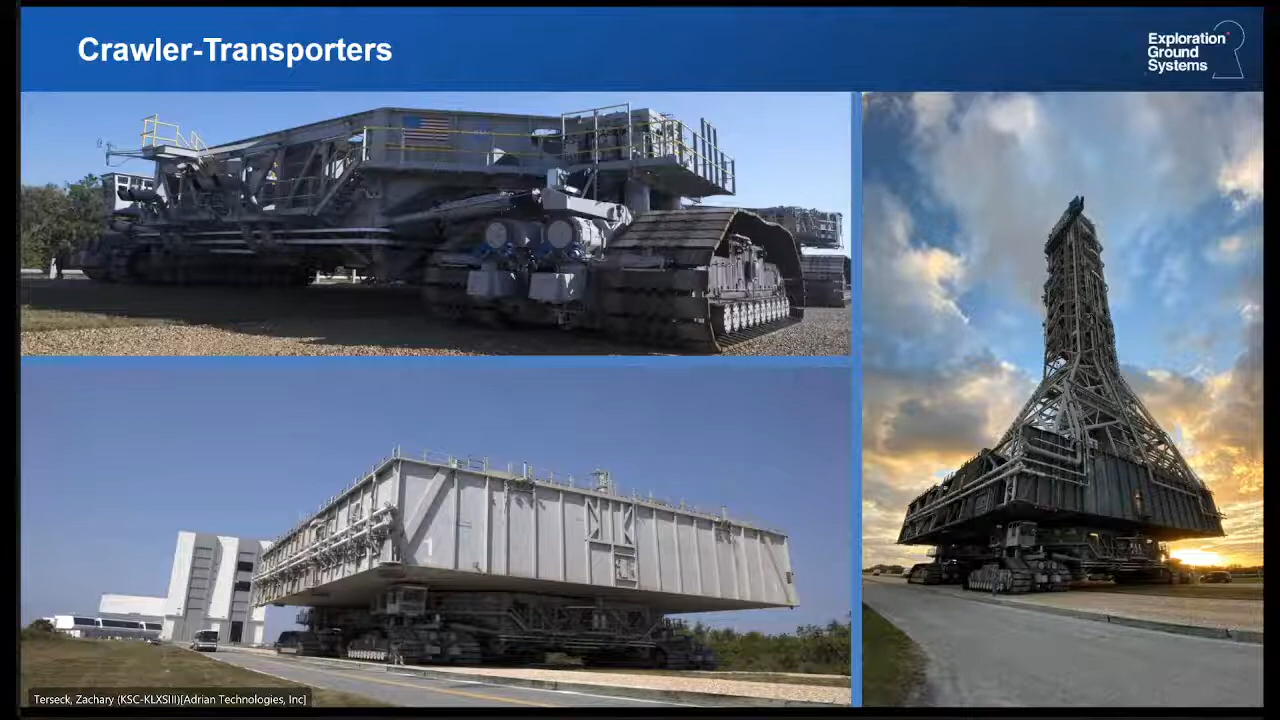 Crawler-Transporters
Exploration
Ground
Systems
Terseck, Zachary (KSC-KLXSIII)[Adrian Technologies, Inc]